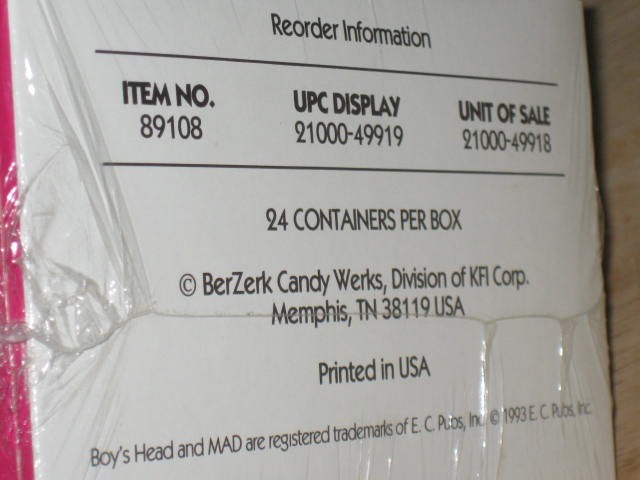 Reorder Information
ITEM NO. UPC DISPLAY UNIT OF SALE
89108 21000-49919 21000-49918
24 CONTAINERS PER BOX
© BerZerk Candy Werks, Division of KFI Corp.
Memphis, TN 38119 USA
Printed in USA
Boy's Head and MAD are registered trademarks of E. C. Pubs, Inc. © 1993 E. C. Pubs, Inc.